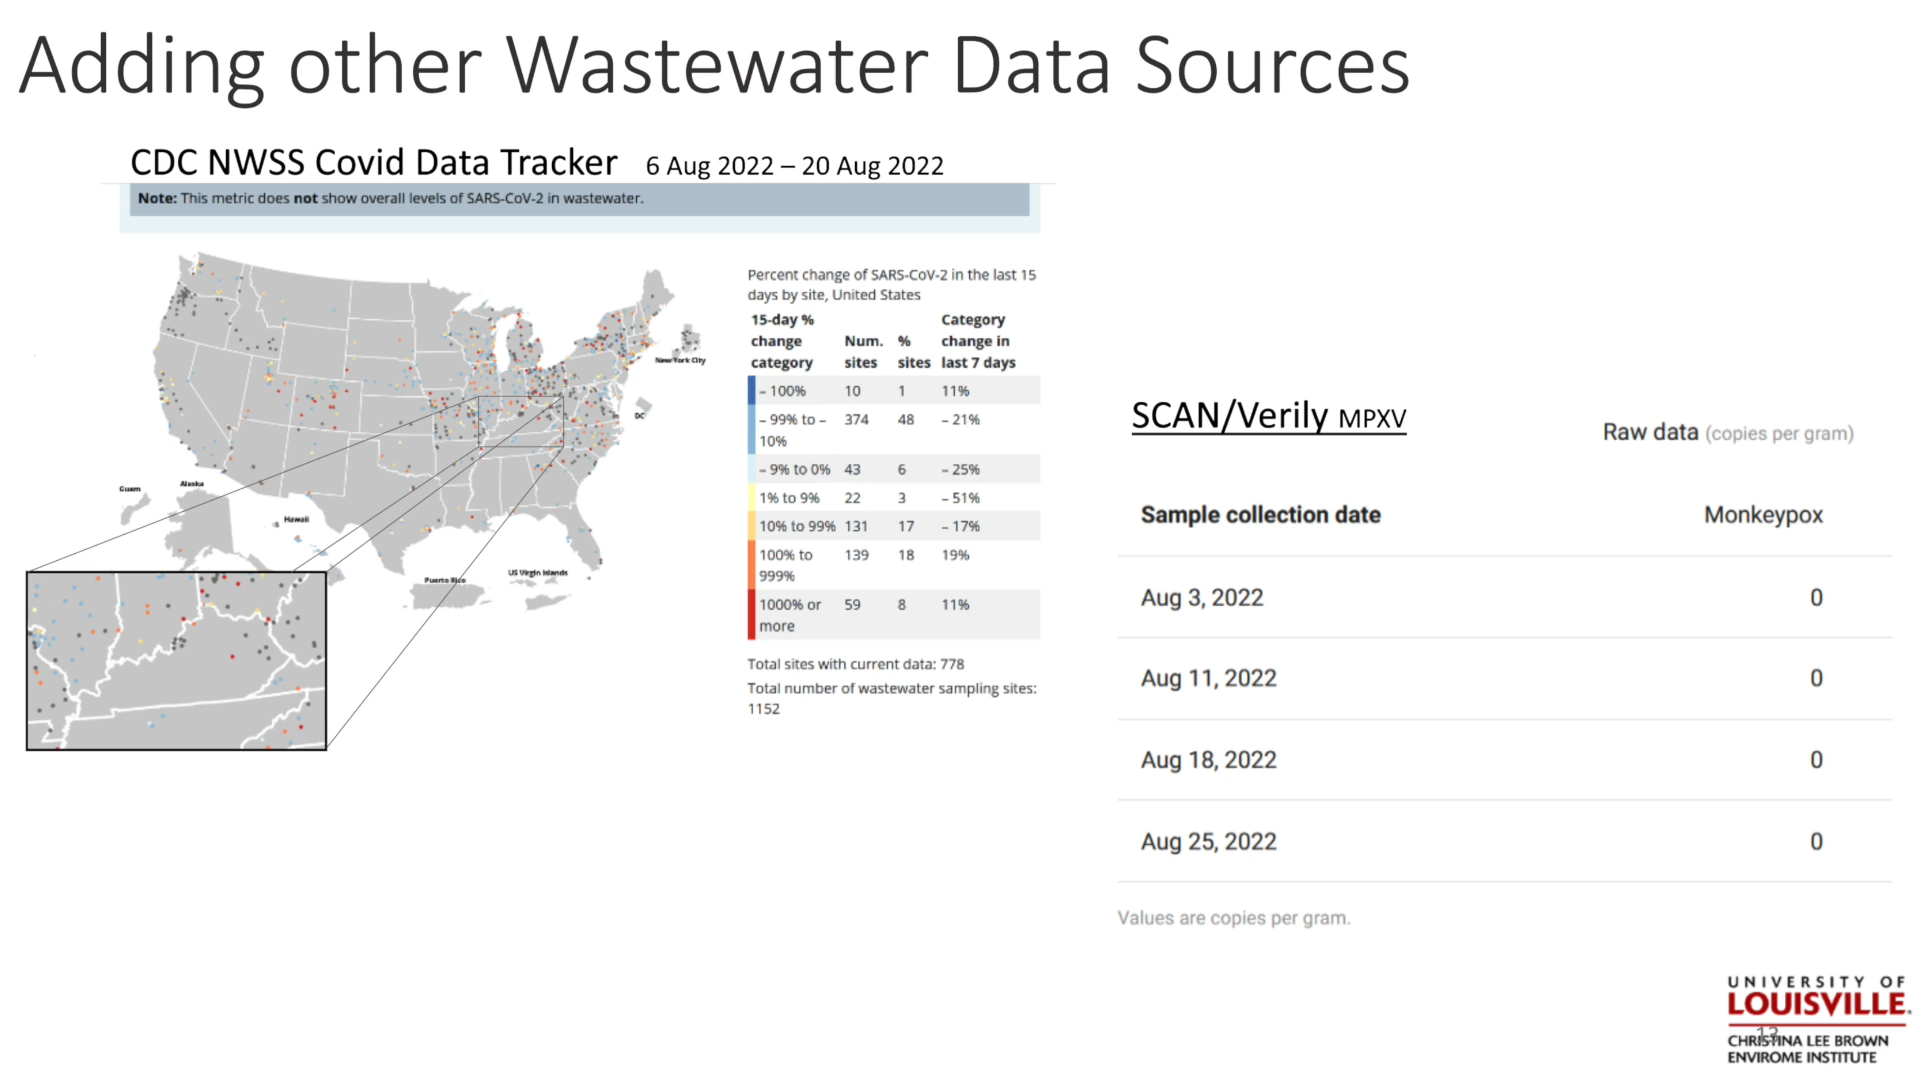 Adding other Wastewater Data Sources
CDC NWSS Covid Data Tracker 6 Aug 2022 – 20 Aug 2022
Note: This metric does not show overall levels of SARS-CoV-2 in wastewater.
New York City
DC
Guam
Alaska
Hawaii
Puerto Rico
US Virgin Islands
Percent change of SARS-CoV-2 in the last 15
days by site, United States
15-day %
change
category
Num.
sites
%
sites
Category
change in
last 7 days
– 100% 10 1 11%
– 99% to – 374 48 – 21%
10%
– 9% to 0% 43 6 – 25%
1% to 9% 22 3 – 51%
10% to 99% 131 17 – 17%
100% to 139 18 19%
999%
1000% or 59 8 11%
more
Total sites with current data: 778
Total number of wastewater sampling sites:
1152
SCAN/Verily MPXV
Raw data (copies per gram)
Sample collection date Monkeypox
Aug 3, 2022 0
Aug 11, 2022 0
Aug 18, 2022 0
Aug 25, 2022 0
Values are copies per gram.
UNIVERSITY OF
LOUISVILLE.
13
CHRISTINA LEE BROWN
ENVIROME INSTITUTE